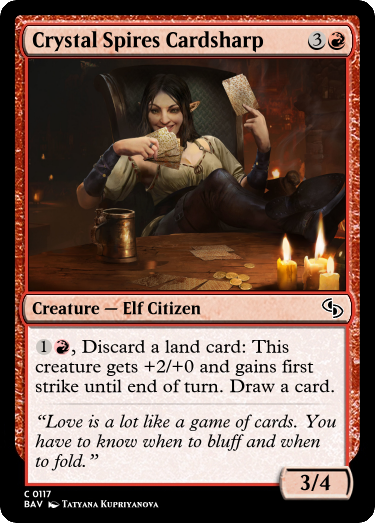 Crystal Spires Cardsharp 3
Creature — Elf Citizen
1, Discard a land card: This
creature gets +2/+0 and gains first
strike until end of turn. Draw a card.
“Love is a lot like a game of cards. You
have to know when to bluff and when
to fold.”
3/4
C 0117
BAV Tatyana Kupriyanova